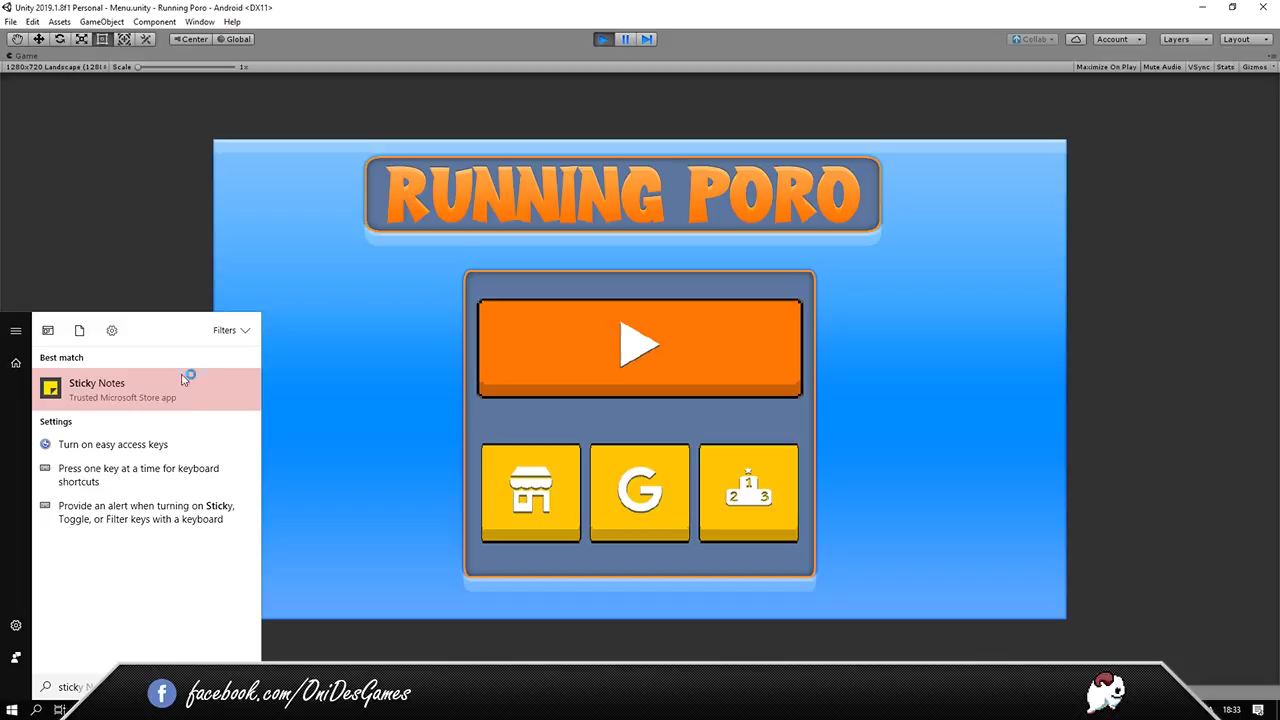 Unity 2019.1.8f1 Personal - Menu.unity - Running Poro - Android <DX11>
File Edit Assets GameObject Component Window Help
Center Global Collab Account Layers Layout
Game
1280x720 Landscape (128( Scale 1x Maximize On Play Mute Audio VSync Stats Gizmos
RUNNING PORO
Filters
Best match
Sticky Notes
Trusted Microsoft Store app
Settings
Turn on easy access keys
Press one key at a time for keyboard
shortcuts
Provide an alert when turning on Sticky,
Toggle, or Filter keys with a keyboard
G
1
2 3
sticky N
facebook.com/OniDesGames
18:33